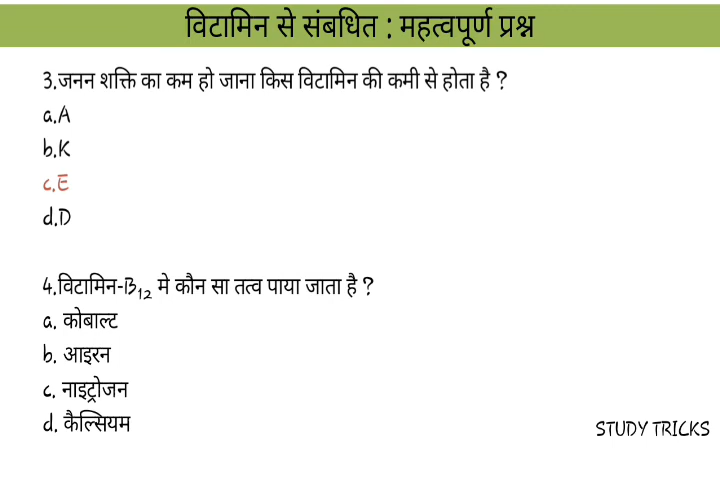 विटामिन से संबधित : महत्वपूर्ण प्रश्न
3.जनन शक्ति का कम हो जाना किस विटामिन की कमी से होता है ?
a.A
b.K
c.E
d.D
4.विटामिन-B₁₂ मे कौन सा तत्व पाया जाता है ?
a. कोबाल्ट
b. आइरन
c. नाइट्रोजन
d. कैल्सियम
STUDY TRICKS